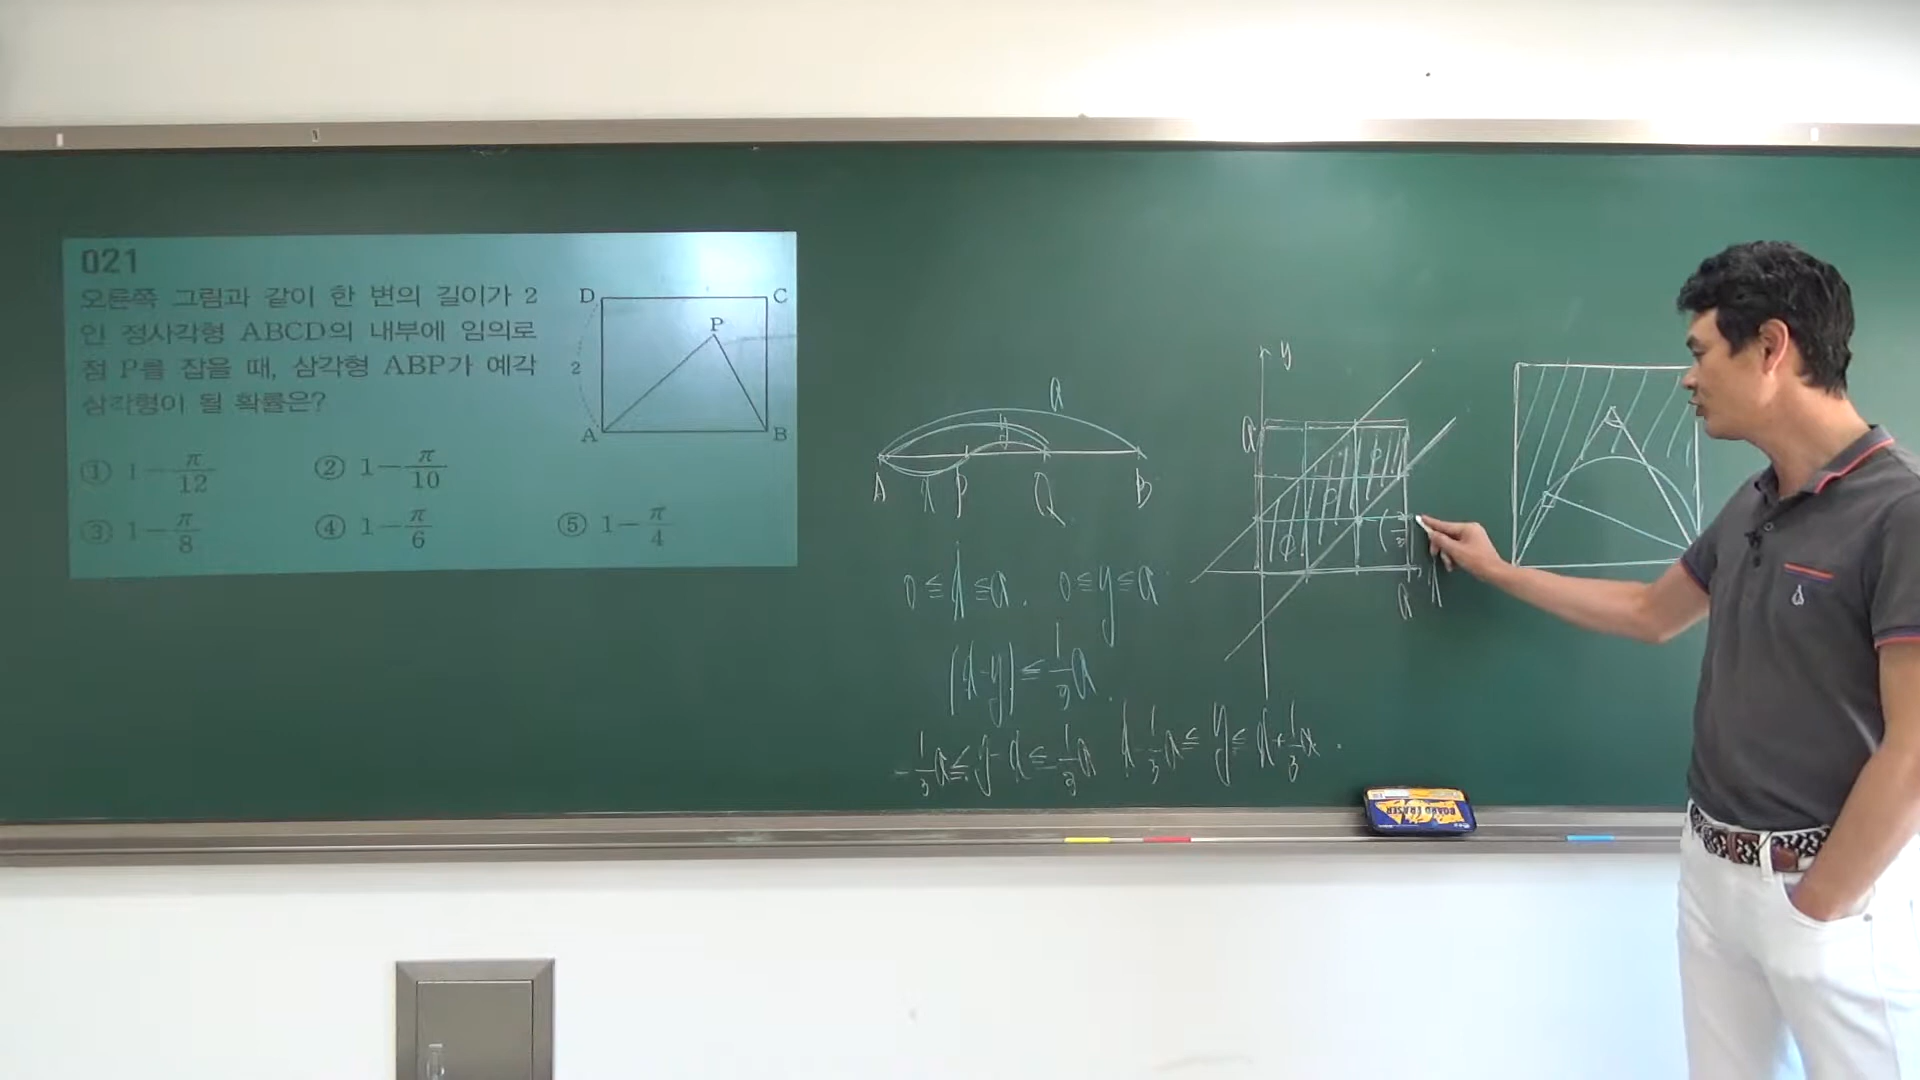 021
오른쪽 그림과 같이 한 변의 길이가 2
인 정사각형 ABCD의 내부에 임의로
점 P를 잡을 때, 삼각형 ABP가 예각
삼각형이 될 확률은?
① 1-π/12 ② 1-π/10
③ 1-π/8 ④ 1-π/6 ⑤ 1-π/4
D C
P
2
A B
a
y
A x P Q B
0≦x≦a. 0≦y≦a
|x-y|≦1/3a.
-1/3a≦y-x≦1/3a x-1/3a≦y≦x+1/3a.
y
a
a x
BOARD ERASER